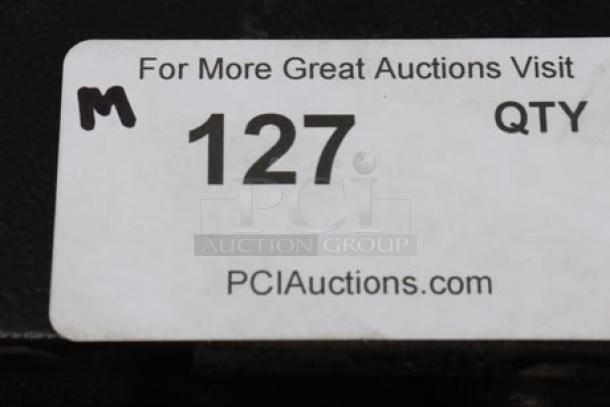 For More Great Auctions Visit
M
127
QTY
PCI
AUCTION GROUP
PCIAuctions.com